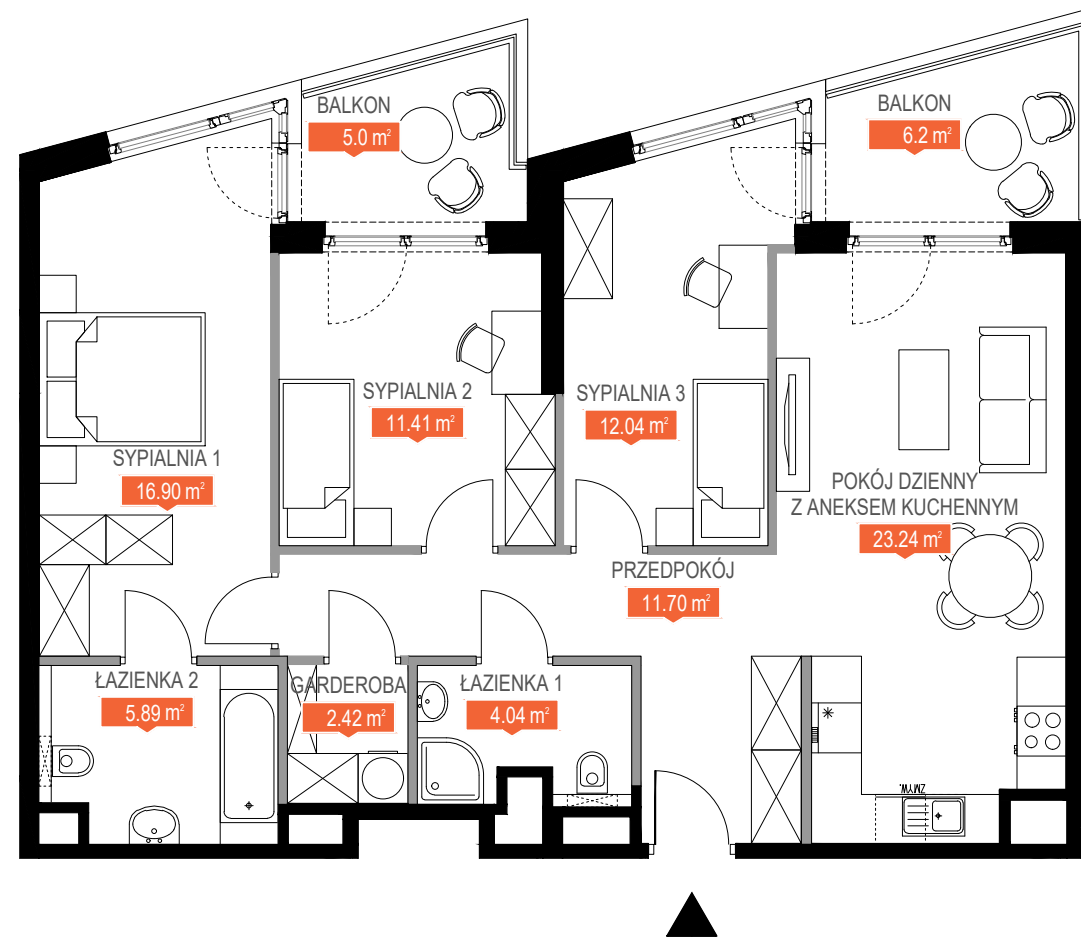 BALKON
5.0 m²
BALKON
6.2 m²
SYPIALNIA 2
11.41 m²
SYPIALNIA 3
12.04 m²
SYPIALNIA 1
16.90 m²
POKÓJ DZIENNY
Z ANEKSEM KUCHENNYM
23.24 m²
PRZEDPOKÓJ
11.70 m²
ŁAZIENKA 2
5.89 m²
GARDEROBA
2.42 m²
ŁAZIENKA 1
4.04 m²
ZMYW.